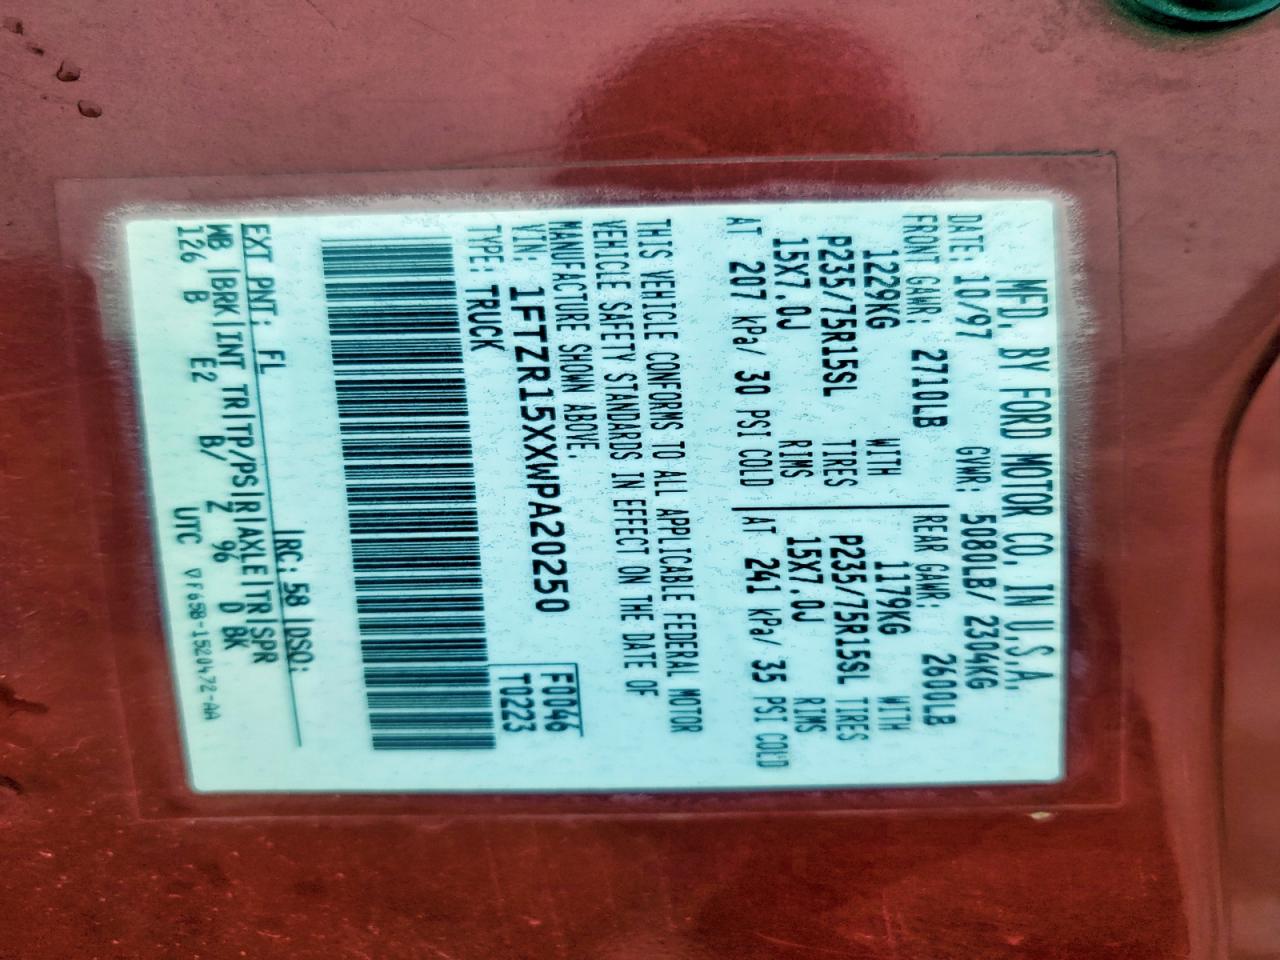 MFD. BY FORD MOTOR CO. IN U.S.A.
DATE: 10/97 GVWR: 5080LB/ 2304KG
FRONT GAWR: 2710LB REAR GAWR: 2600LB
1229KG WITH 1179KG WITH
P235/75R15SL TIRES P235/75R15SL TIRES
15X7.0J RIMS 15X7.0J RIMS
AT 207 kPa/ 30 PSI COLD AT 241 kPa/ 35 PSI COLD
THIS VEHICLE CONFORMS TO ALL APPLICABLE FEDERAL MOTOR
VEHICLE SAFETY STANDARDS IN EFFECT ON THE DATE OF
MANUFACTURE SHOWN ABOVE.
VIN: 1FTZR15XXWPA20250 F0046
TYPE: TRUCK T0223
EXT PNT: FL RC: 58 DSO:
WB BRK INT TR TP/PS R AXLE TR SPR
126 B E2 B/ Z 96 D BK
UTC VF65B-1520472-AA